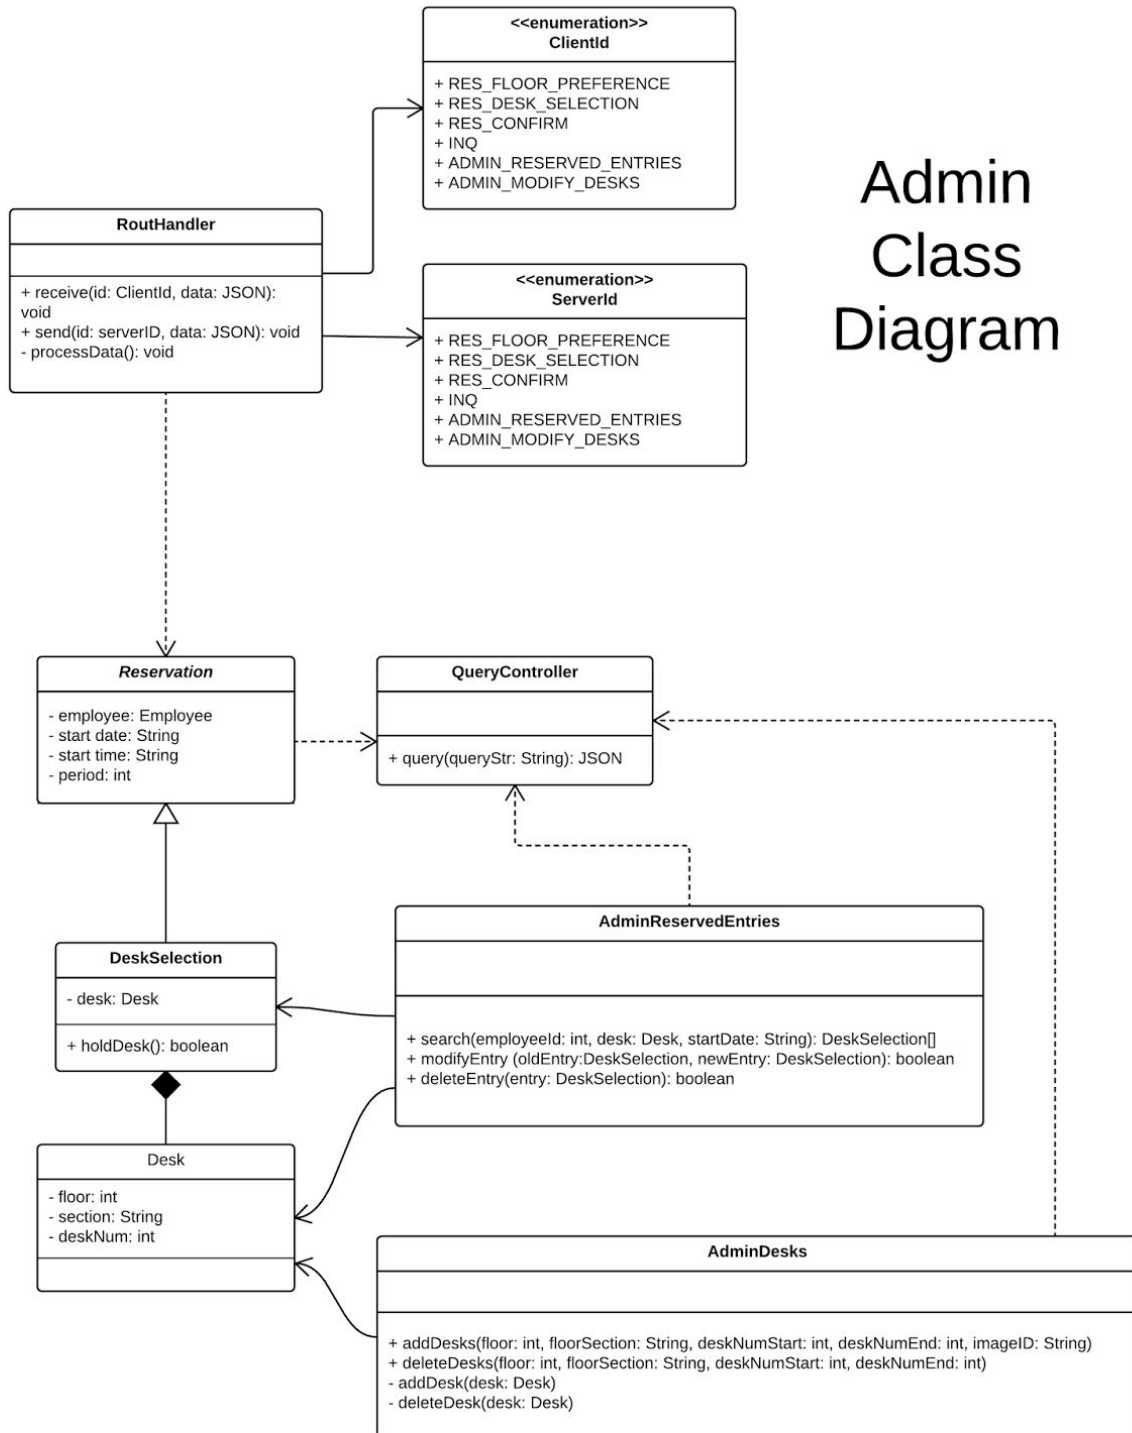 <<enumeration>>
ClientId
+ RES_FLOOR_PREFERENCE
+ RES_DESK_SELECTION
+ RES_CONFIRM
+ INQ
+ ADMIN_RESERVED_ENTRIES
+ ADMIN_MODIFY_DESKS
Admin
Class
Diagram
RoutHandler
+ receive(id: ClientId, data: JSON):
void
+ send(id: serverID, data: JSON): void
- processData(): void
<<enumeration>>
ServerId
+ RES_FLOOR_PREFERENCE
+ RES_DESK_SELECTION
+ RES_CONFIRM
+ INQ
+ ADMIN_RESERVED_ENTRIES
+ ADMIN_MODIFY_DESKS
Reservation
- employee: Employee
- start date: String
- start time: String
- period: int
QueryController
+ query(queryStr: String): JSON
DeskSelection
- desk: Desk
+ holdDesk(): boolean
AdminReservedEntries
+ search(employeeId: int, desk: Desk, startDate: String): DeskSelection[]
+ modifyEntry (oldEntry:DeskSelection, newEntry: DeskSelection): boolean
+ deleteEntry(entry: DeskSelection): boolean
Desk
- floor: int
- section: String
- deskNum: int
AdminDesks
+ addDesks(floor: int, floorSection: String, deskNumStart: int, deskNumEnd: int, imageID: String)
+ deleteDesks(floor: int, floorSection: String, deskNumStart: int, deskNumEnd: int)
- addDesk(desk: Desk)
- deleteDesk(desk: Desk)